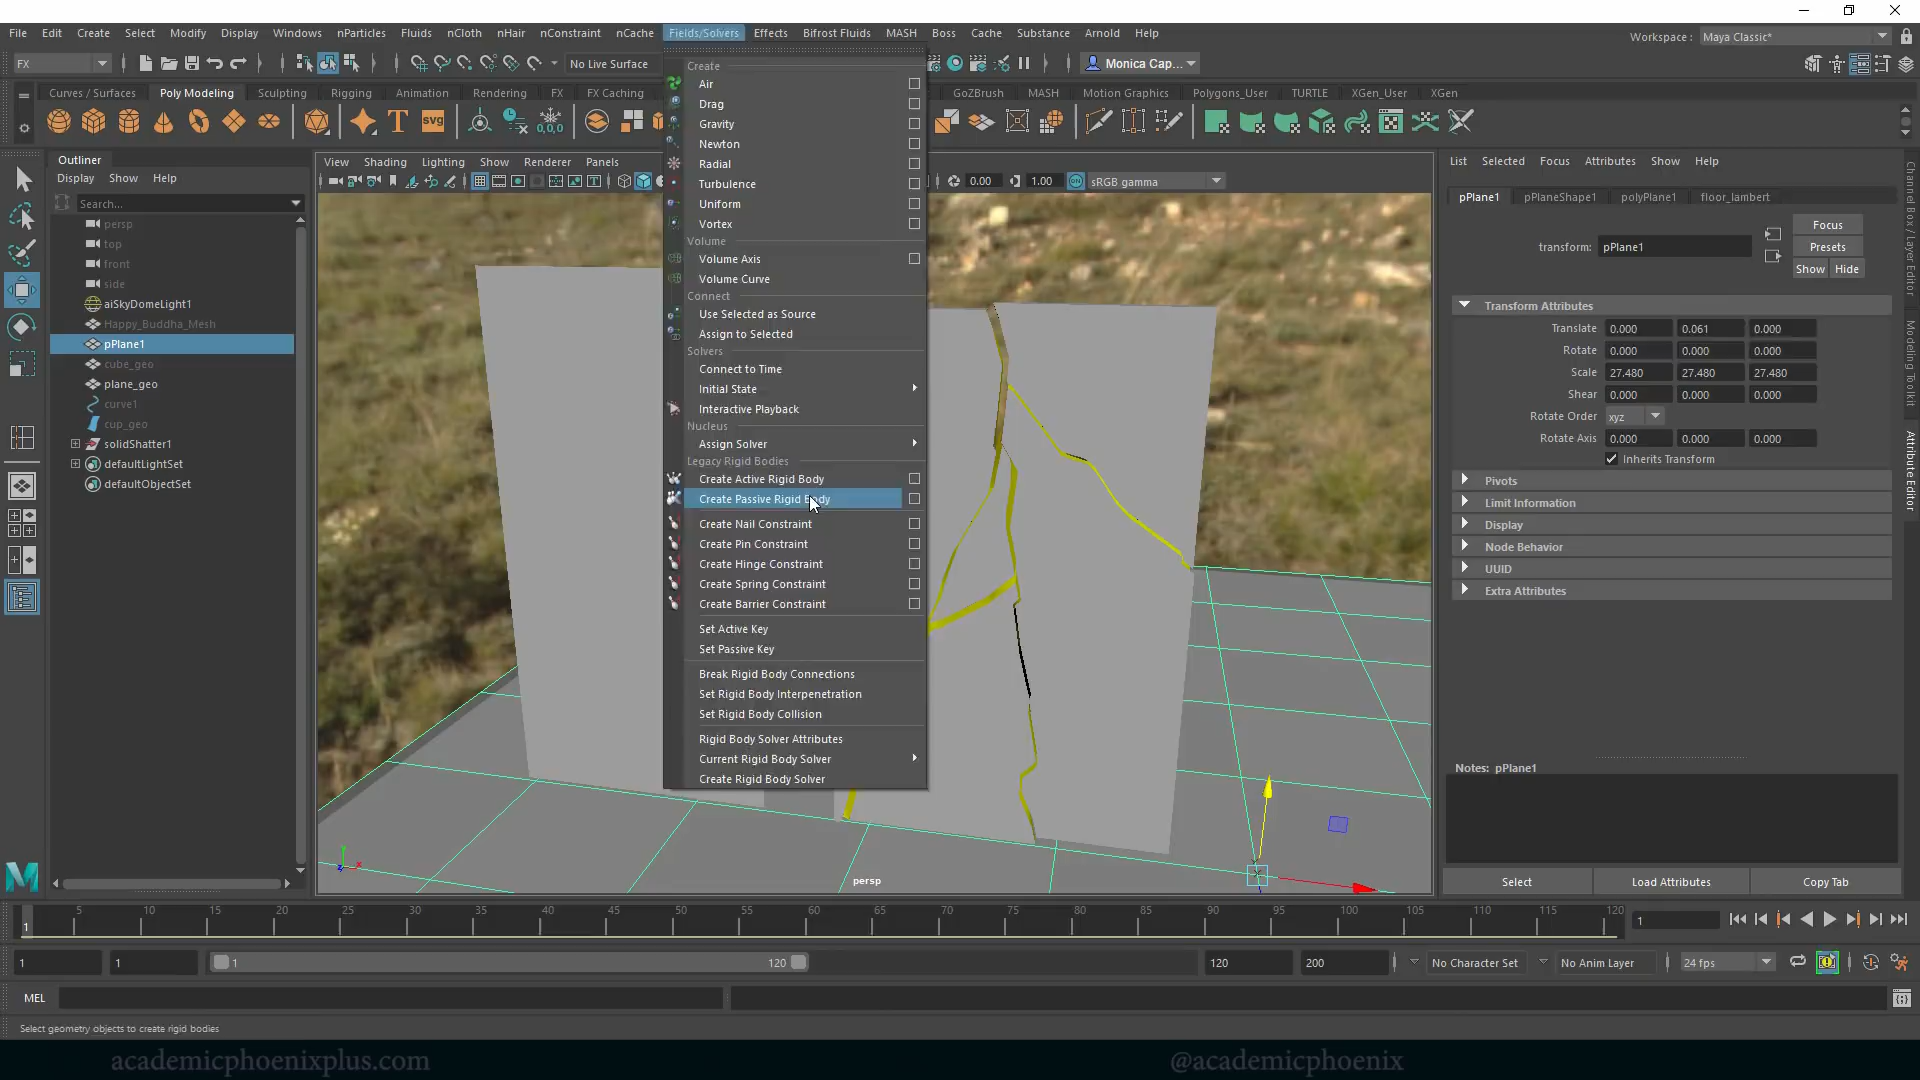 File Edit Create Select Modify Display Windows nParticles Fluids nCloth nHair nConstraint nCache Fields/Solvers Effects Bifrost Fluids MASH Boss Cache Substance Arnold Help
Workspace : Maya Classic*
FX No Live Surface Monica Cap...
Curves / Surfaces Poly Modeling Sculpting Rigging Animation Rendering FX FX Caching GoZBrush MASH Motion Graphics Polygons_User TURTLE XGen_User XGen
T svg 0,0,0
Outliner
Display Show Help
Search...
persp
top
front
side
aiSkyDomeLight1
Happy_Buddha_Mesh
pPlane1
cube_geo
plane_geo
curve1
cup_geo
solidShatter1
defaultLightSet
defaultObjectSet
View Shading Lighting Show Renderer Panels
0.00 1.00 sRGB gamma
Create
Air
Drag
Gravity
Newton
Radial
Turbulence
Uniform
Vortex
Volume
Volume Axis
Volume Curve
Connect
Use Selected as Source
Assign to Selected
Solvers
Connect to Time
Initial State
Interactive Playback
Nucleus
Assign Solver
Legacy Rigid Bodies
Create Active Rigid Body
Create Passive Rigid Body
Create Nail Constraint
Create Pin Constraint
Create Hinge Constraint
Create Spring Constraint
Create Barrier Constraint
Set Active Key
Set Passive Key
Break Rigid Body Connections
Set Rigid Body Interpenetration
Set Rigid Body Collision
Rigid Body Solver Attributes
Current Rigid Body Solver
Create Rigid Body Solver
persp
List Selected Focus Attributes Show Help
pPlane1 pPlaneShape1 polyPlane1 floor_lambert
Focus
transform: pPlane1 Presets
Show Hide
Transform Attributes
Translate 0.000 0.061 0.000
Rotate 0.000 0.000 0.000
Scale 27.480 27.480 27.480
Shear 0.000 0.000 0.000
Rotate Order xyz
Rotate Axis 0.000 0.000 0.000
Inherits Transform
Pivots
Limit Information
Display
Node Behavior
UUID
Extra Attributes
Notes: pPlane1
Select Load Attributes Copy Tab
Channel Box / Layer Editor
Modeling Toolkit
Attribute Editor
5 10 15 20 25 30 35 40 45 50 55 60 65 70 75 80 85 90 95 100 105 110 115 120
1 1
1 1 1 120 120 200 No Character Set No Anim Layer 24 fps
MEL
Select geometry objects to create rigid bodies
academicphoenixplus.com @academicphoenix